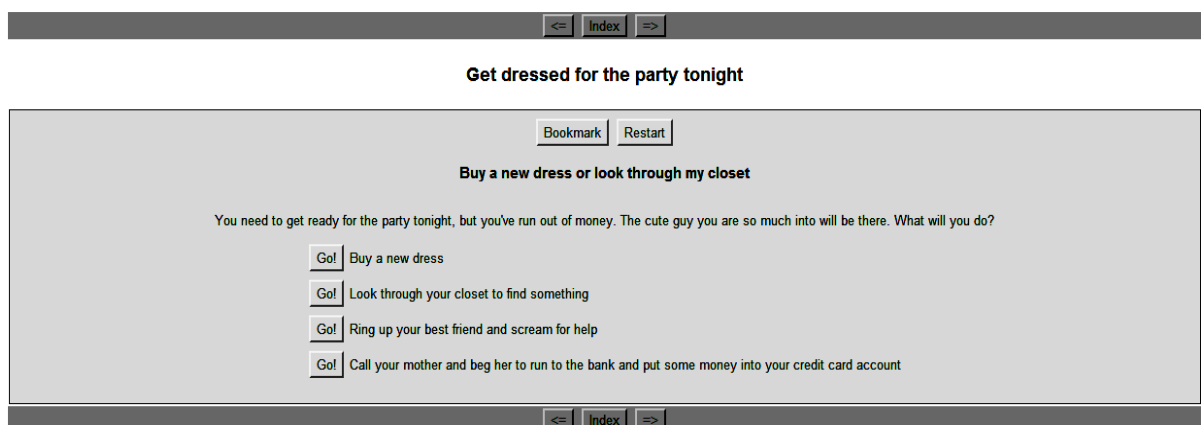 <= Index =>
Get dressed for the party tonight
Bookmark Restart
Buy a new dress or look through my closet
You need to get ready for the party tonight, but you've run out of money. The cute guy you are so much into will be there. What will you do?
Go! Buy a new dress
Go! Look through your closet to find something
Go! Ring up your best friend and scream for help
Go! Call your mother and beg her to run to the bank and put some money into your credit card account
<= Index =>